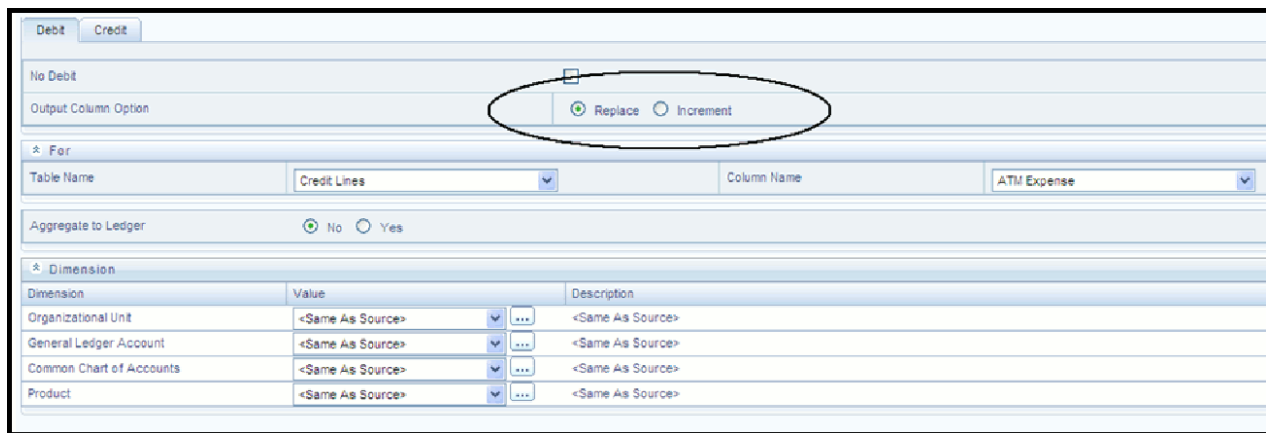 Debit Credit
No Debit
Output Column Option Replace Increment
For
Table Name Credit Lines Column Name ATM Expense
Aggregate to Ledger No Yes
Dimension
Dimension Value Description
Organizational Unit <Same As Source> ... <Same As Source>
General Ledger Account <Same As Source> ... <Same As Source>
Common Chart of Accounts <Same As Source> ... <Same As Source>
Product <Same As Source> ... <Same As Source>